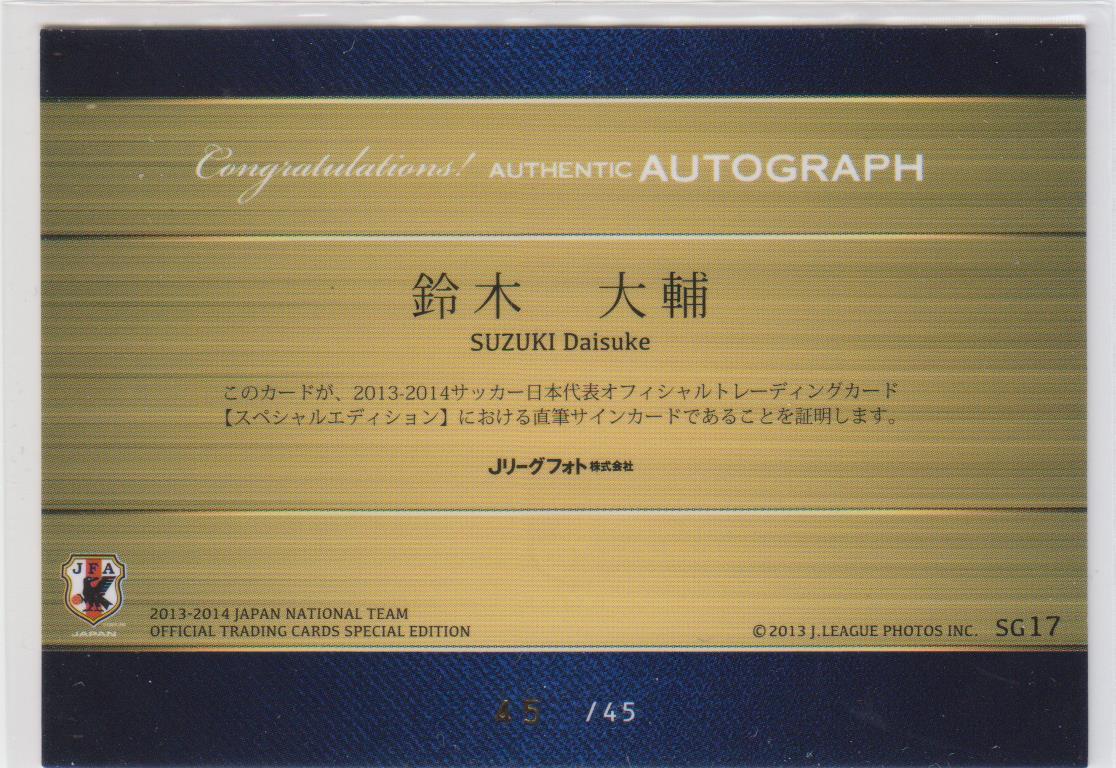 Congratulations! AUTHENTIC AUTOGRAPH
鈴木 大輔
SUZUKI Daisuke
このカードが、2013-2014サッカー日本代表オフィシャルトレーディングカード
【スペシャルエディション】における直筆サインカードであることを証明します。
Jリーグフォト株式会社
JFA
JAPAN
2013-2014 JAPAN NATIONAL TEAM
OFFICIAL TRADING CARDS SPECIAL EDITION
©2013 J.LEAGUE PHOTOS INC. SG17
45 /45